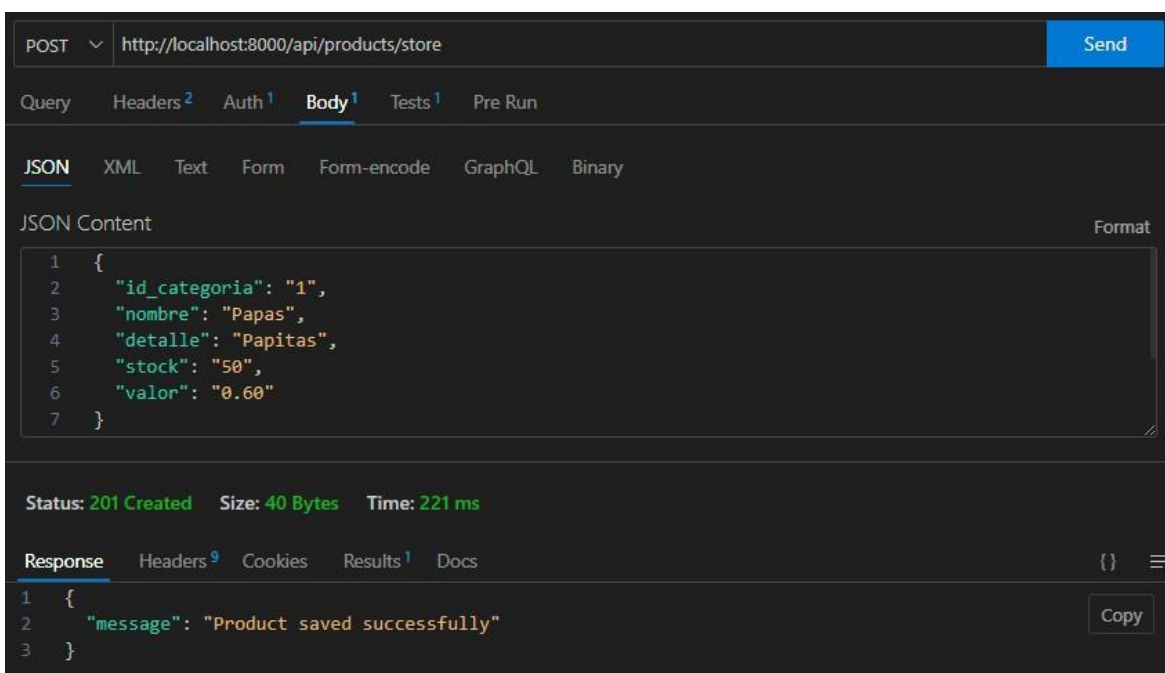 POST http://localhost:8000/api/products/store Send
Query Headers 2 Auth 1 Body 1 Tests 1 Pre Run
JSON XML Text Form Form-encode GraphQL Binary
JSON Content Format
1 {
2 "id_categoria": "1",
3 "nombre": "Papas",
4 "detalle": "Papitas",
5 "stock": "50",
6 "valor": "0.60"
7 }
Status: 201 Created Size: 40 Bytes Time: 221 ms
Response Headers 9 Cookies Results 1 Docs {}
1 {
2 "message": "Product saved successfully" Copy
3 }